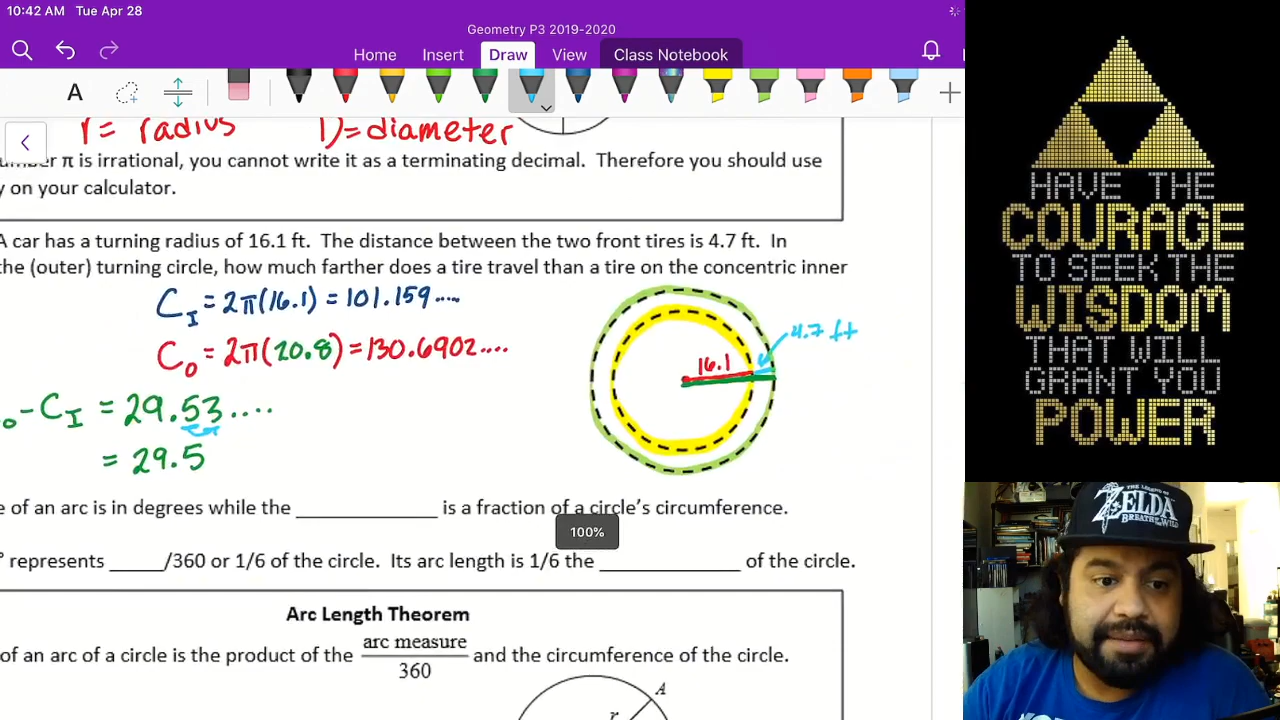 10:42 AM Tue Apr 28
Geometry P3 2019-2020
Home Insert Draw View Class Notebook
A
r = radius D = diameter
umber π is irrational, you cannot write it as a terminating decimal. Therefore you should use
y on your calculator.
A car has a turning radius of 16.1 ft. The distance between the two front tires is 4.7 ft. In
the (outer) turning circle, how much farther does a tire travel than a tire on the concentric inner
C_I = 2π(16.1) = 101.159....
C_O = 2π(20.8) = 130.6902....
O - C_I = 29.53....
= 29.5
16.1
4.7 ft
e of an arc is in degrees while the ______________ is a fraction of a circle's circumference.
100%
° represents _____/360 or 1/6 of the circle. Its arc length is 1/6 the ______________ of the circle.
Arc Length Theorem
of an arc of a circle is the product of the arc measure/360 and the circumference of the circle.
A
r
HAVE THE
COURAGE
TO SEEK THE
WISDOM
THAT WILL
GRANT YOU
POWER
THE LEGEND OF
ZELDA
BREATH OF THE WILD